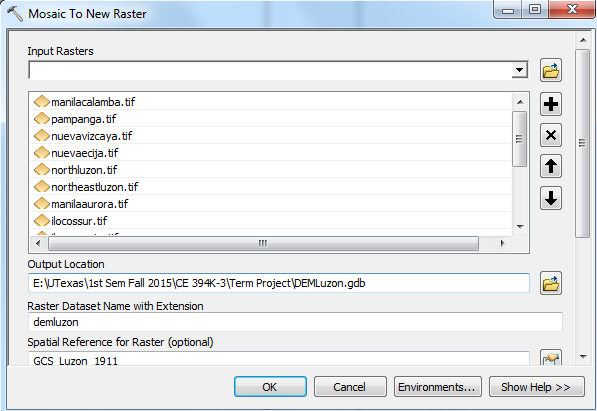 Mosaic To New Raster
Input Rasters
manilacalamba.tif
pampanga.tif
nuevavizcaya.tif
nuevaecija.tif
northluzon.tif
northeastluzon.tif
manilaaurora.tif
ilocossur.tif
Output Location
E:\UTexas\1st Sem Fall 2015\CE 394K-3\Term Project\DEMLuzon.gdb
Raster Dataset Name with Extension
demluzon
Spatial Reference for Raster (optional)
GCS_Luzon_1911
OK Cancel Environments... Show Help >>